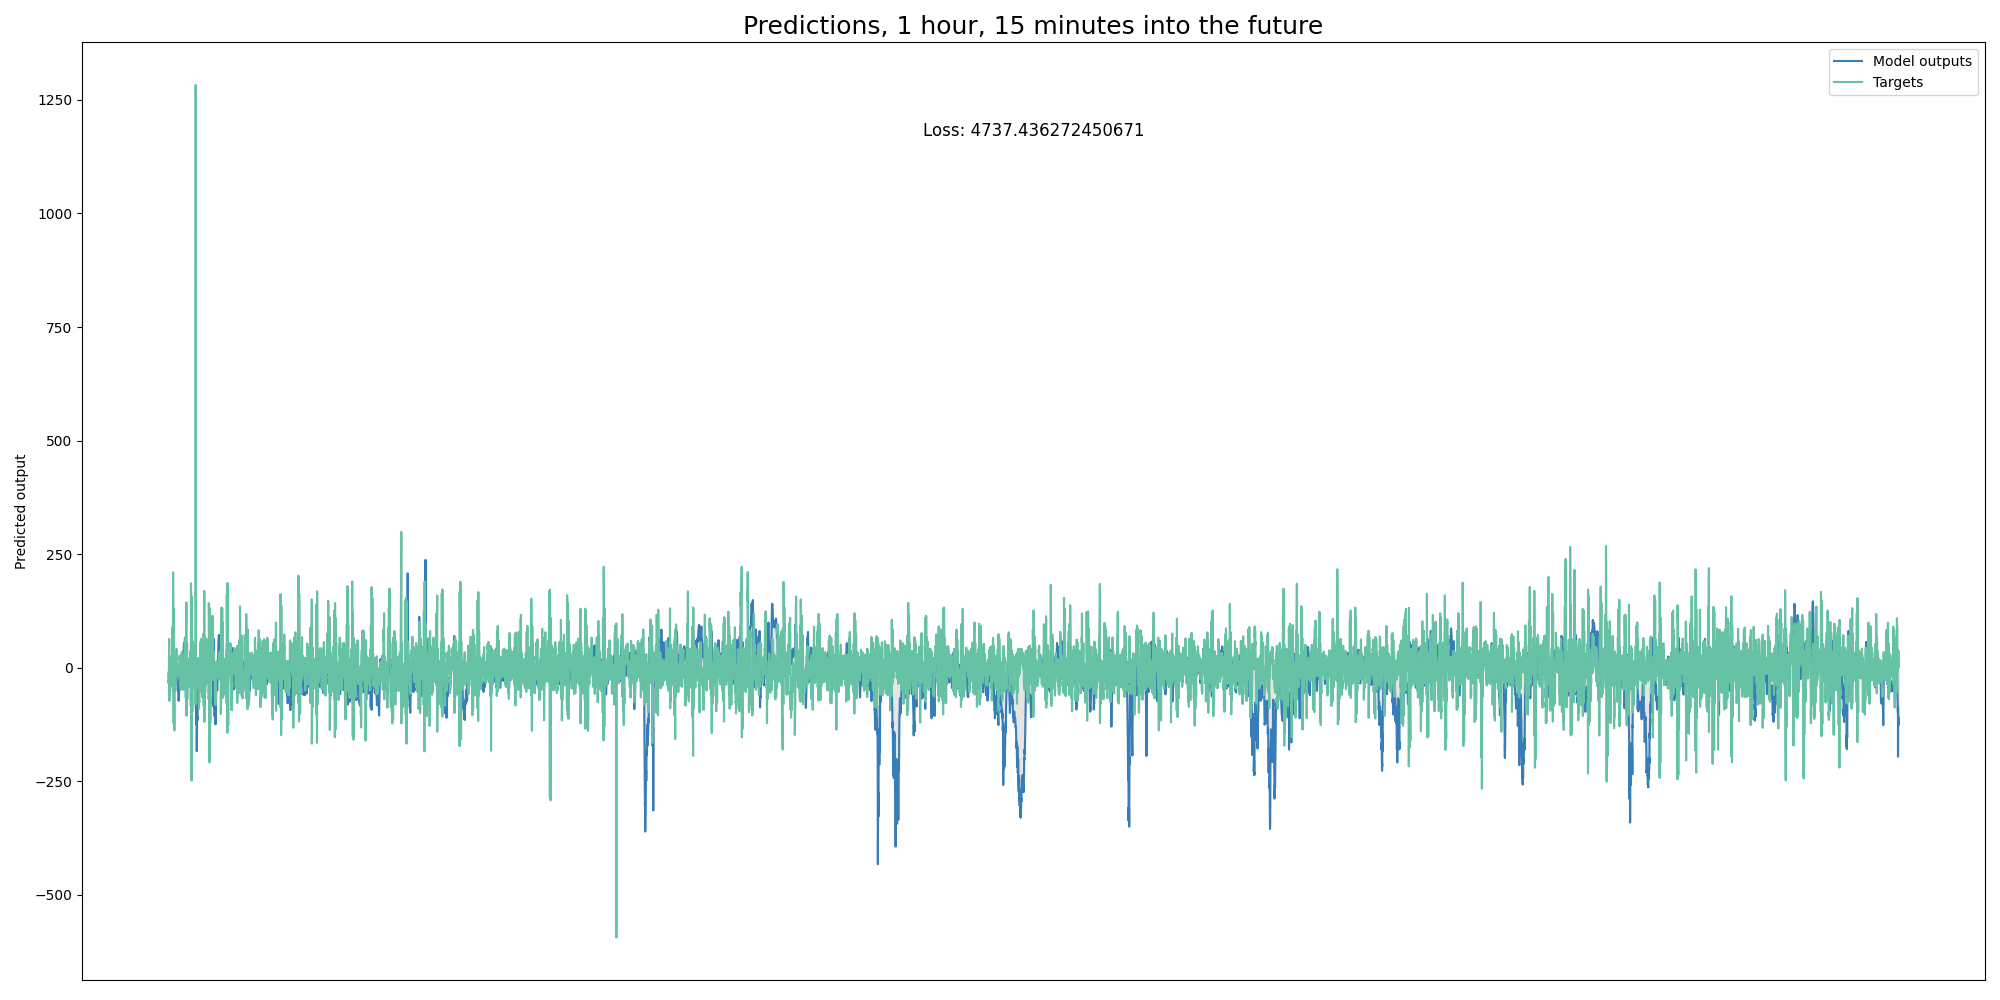 Predictions, 1 hour, 15 minutes into the future
Model outputs
Targets
Loss: 4737.436272450671
Predicted output
1250
1000
750
500
250
0
−250
−500